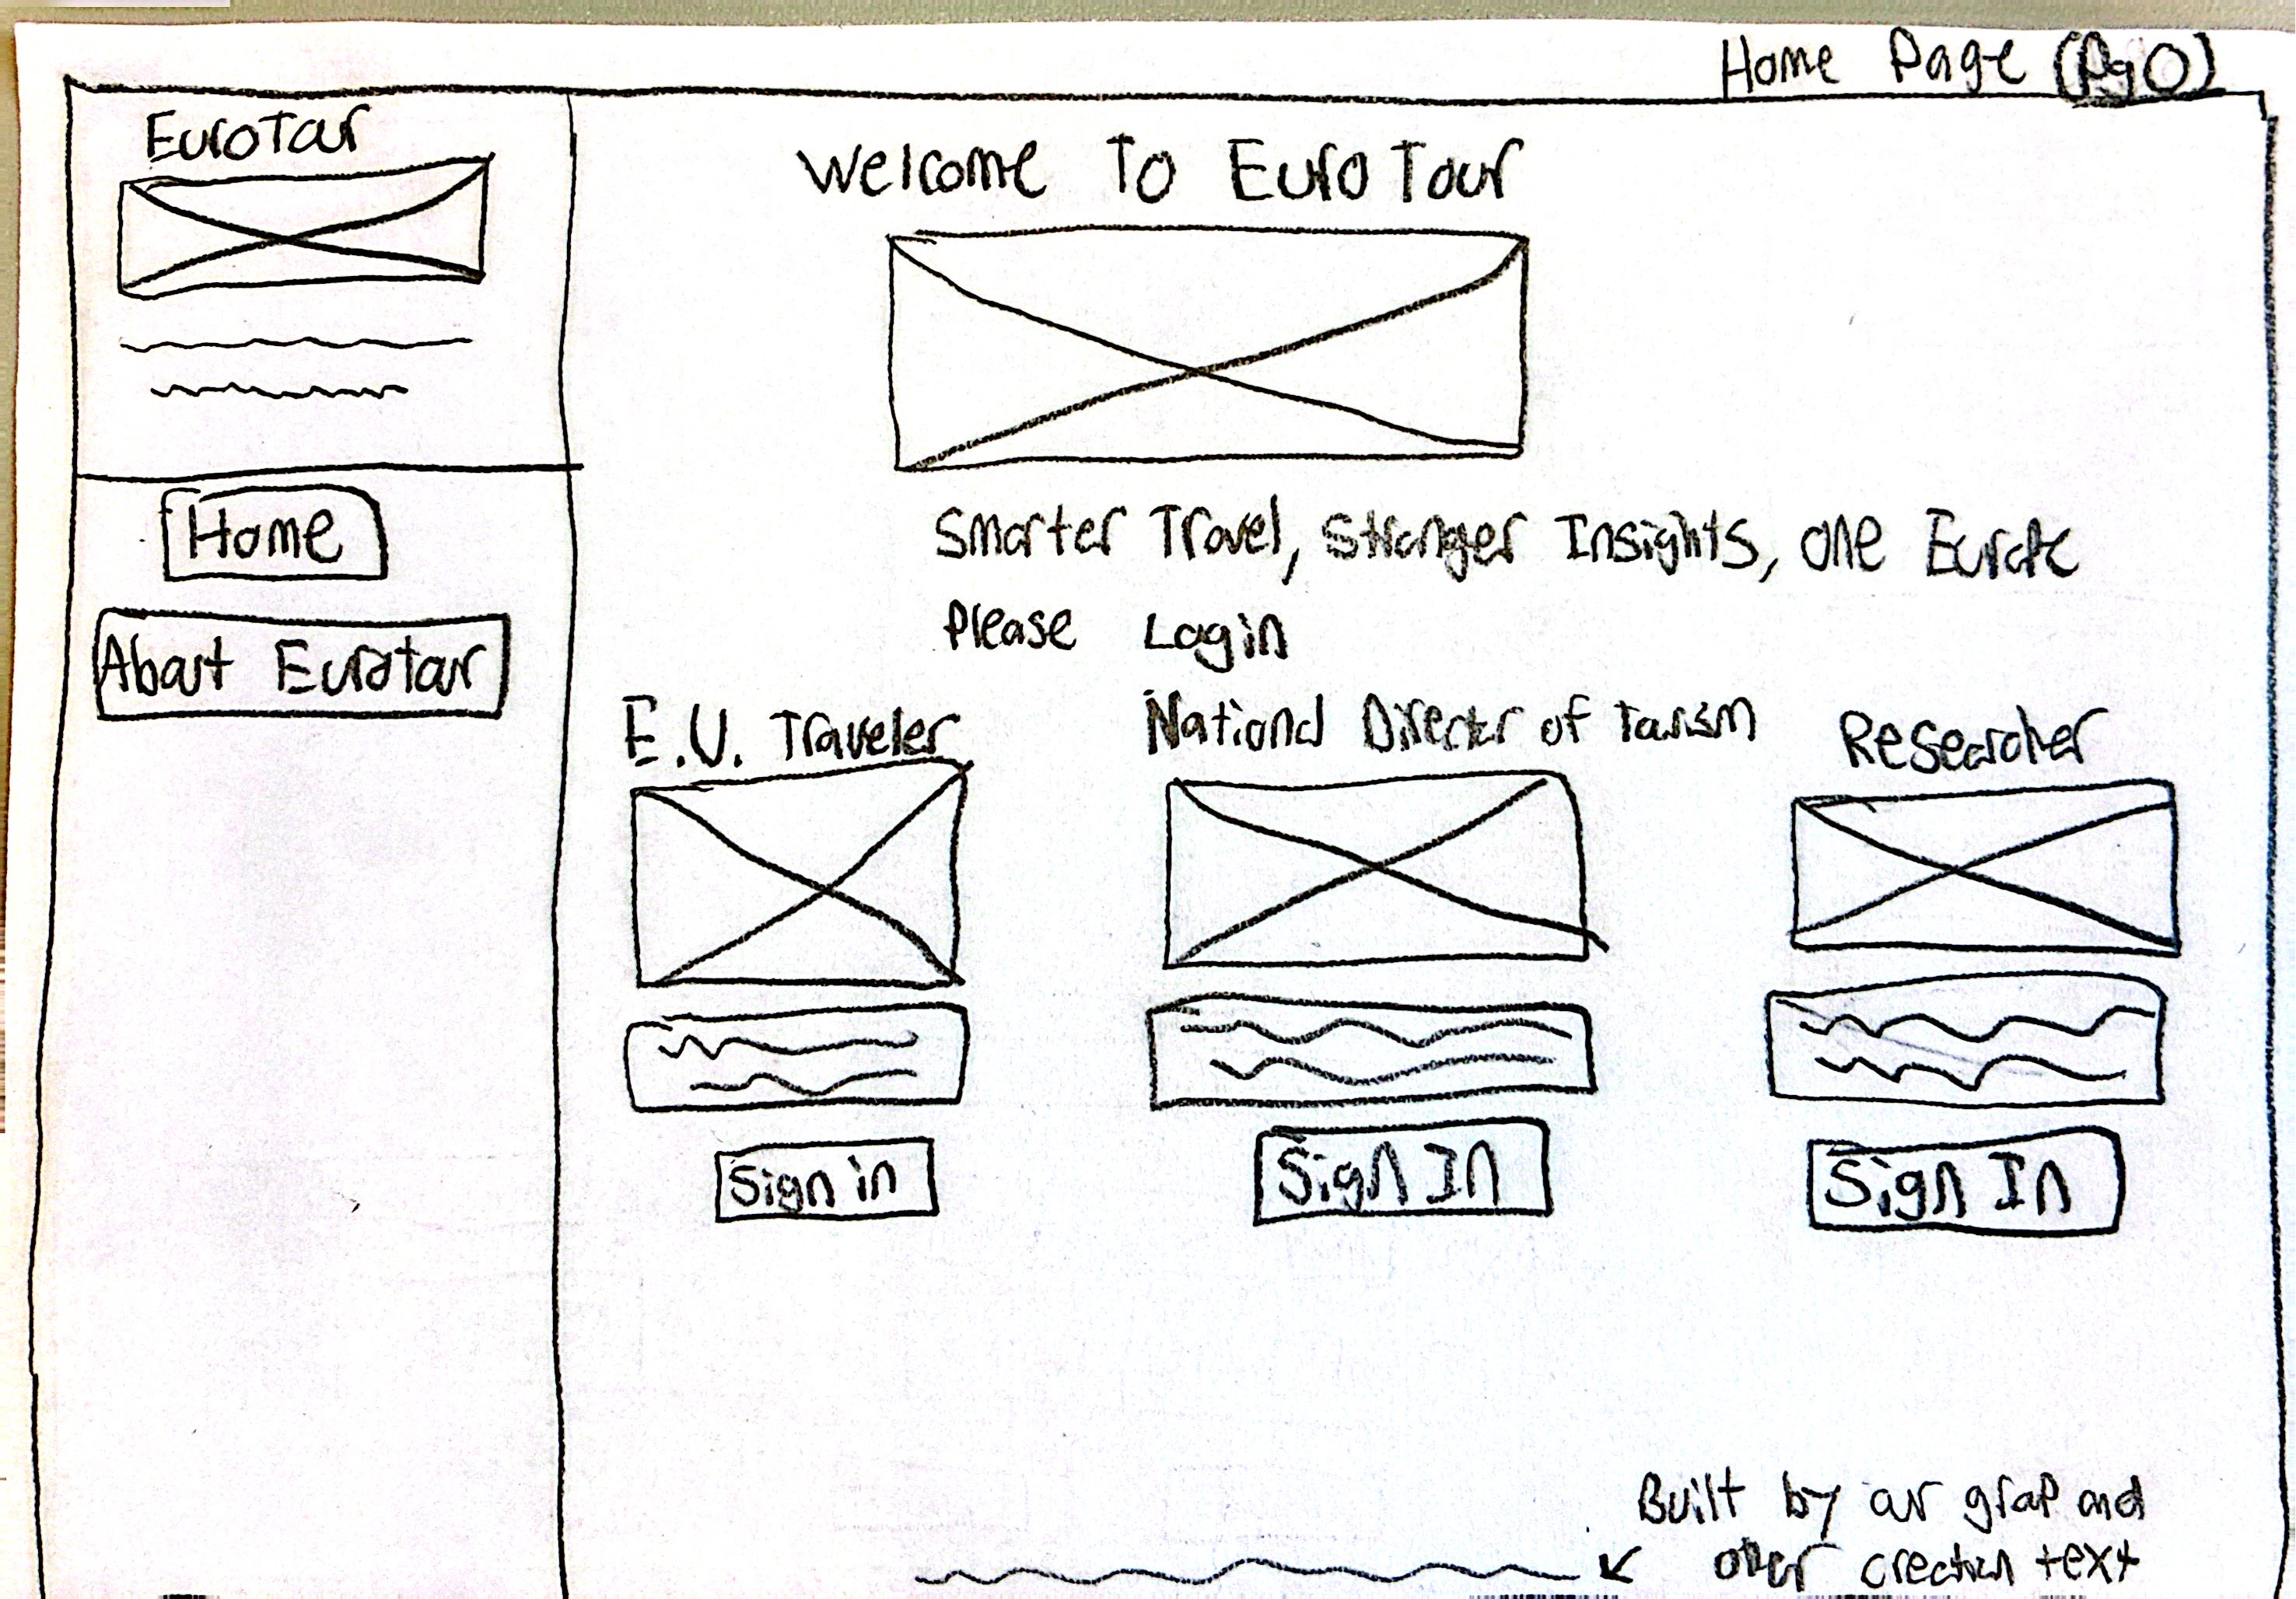 Home Page (Pg 0)
EuroTour
Welcome To Euro Tour
Smarter Travel, Stronger Insights, One Europe
Please Login
Home
About Eurotour
E.U. Traveler
National Director of Tourism
Researcher
Sign in
Sign In
Sign In
Built by our group and
other creation text